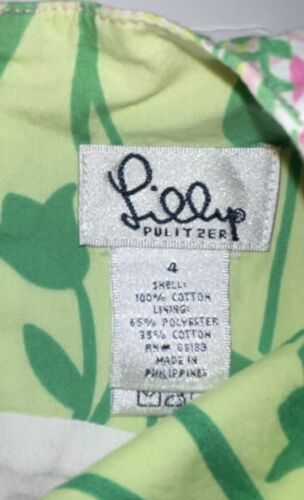 Lilly
PULITZER
4
SHELL:
100% COTTON
LINING:
65% POLYESTER
35% COTTON
RN# 88183
MADE IN
PHILIPPINES